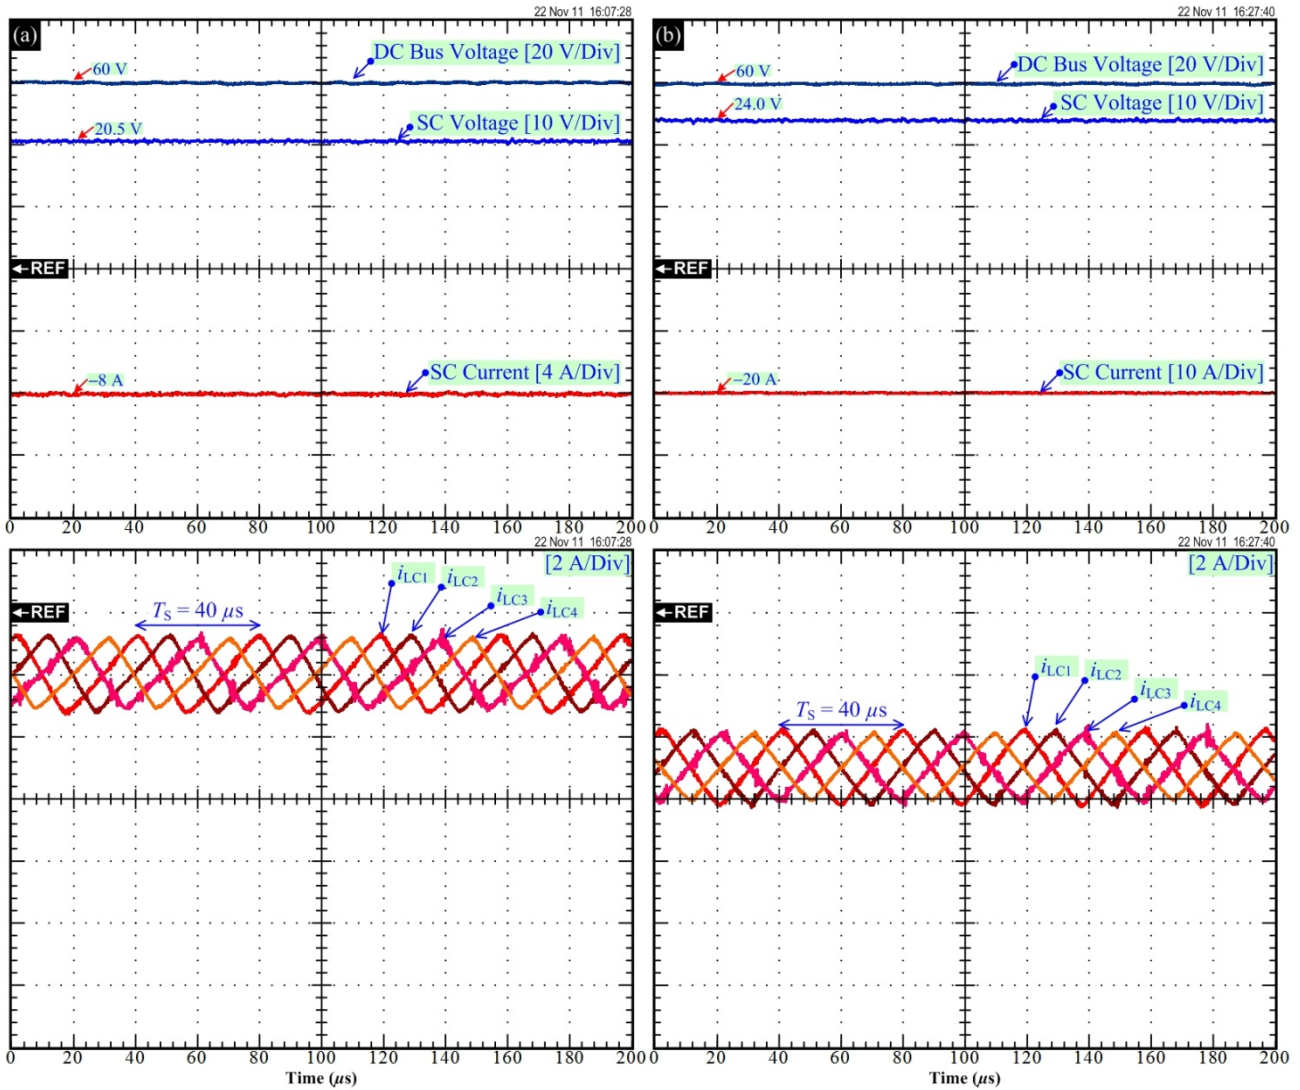 22 Nov 11 16:07:28
(a)
DC Bus Voltage [20 V/Div]
60 V
SC Voltage [10 V/Div]
20.5 V
REF
SC Current [4 A/Div]
–8 A
0 20 40 60 80 100 120 140 160 180 200
22 Nov 11 16:27:40
(b)
DC Bus Voltage [20 V/Div]
60 V
SC Voltage [10 V/Div]
24.0 V
REF
SC Current [10 A/Div]
–20 A
0 20 40 60 80 100 120 140 160 180 200
22 Nov 11 16:07:28
[2 A/Div]
iLC1
iLC2
iLC3
iLC4
REF
TS = 40 µs
0 20 40 60 80 100 120 140 160 180 200
Time (µs)
22 Nov 11 16:27:40
[2 A/Div]
REF
iLC1
iLC2
iLC3
iLC4
TS = 40 µs
0 20 40 60 80 100 120 140 160 180 200
Time (µs)